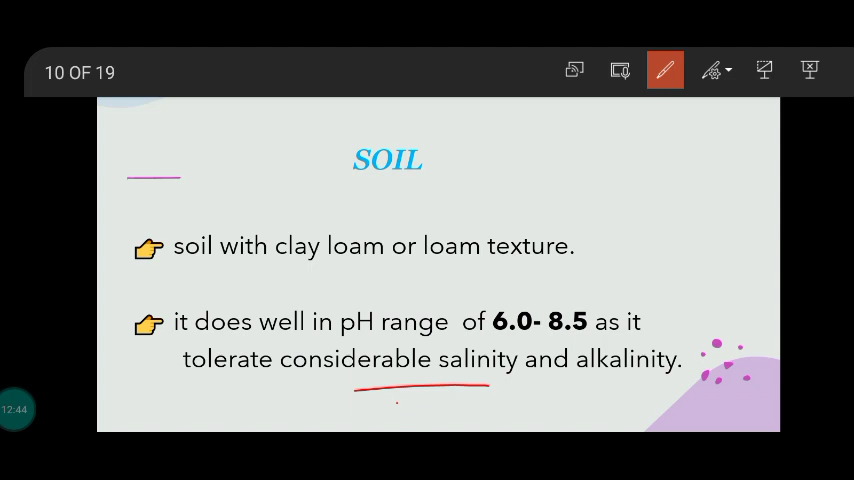 10 OF 19
SOIL
👉 soil with clay loam or loam texture.
👉 it does well in pH range of 6.0- 8.5 as it
tolerate considerable salinity and alkalinity.
12:44